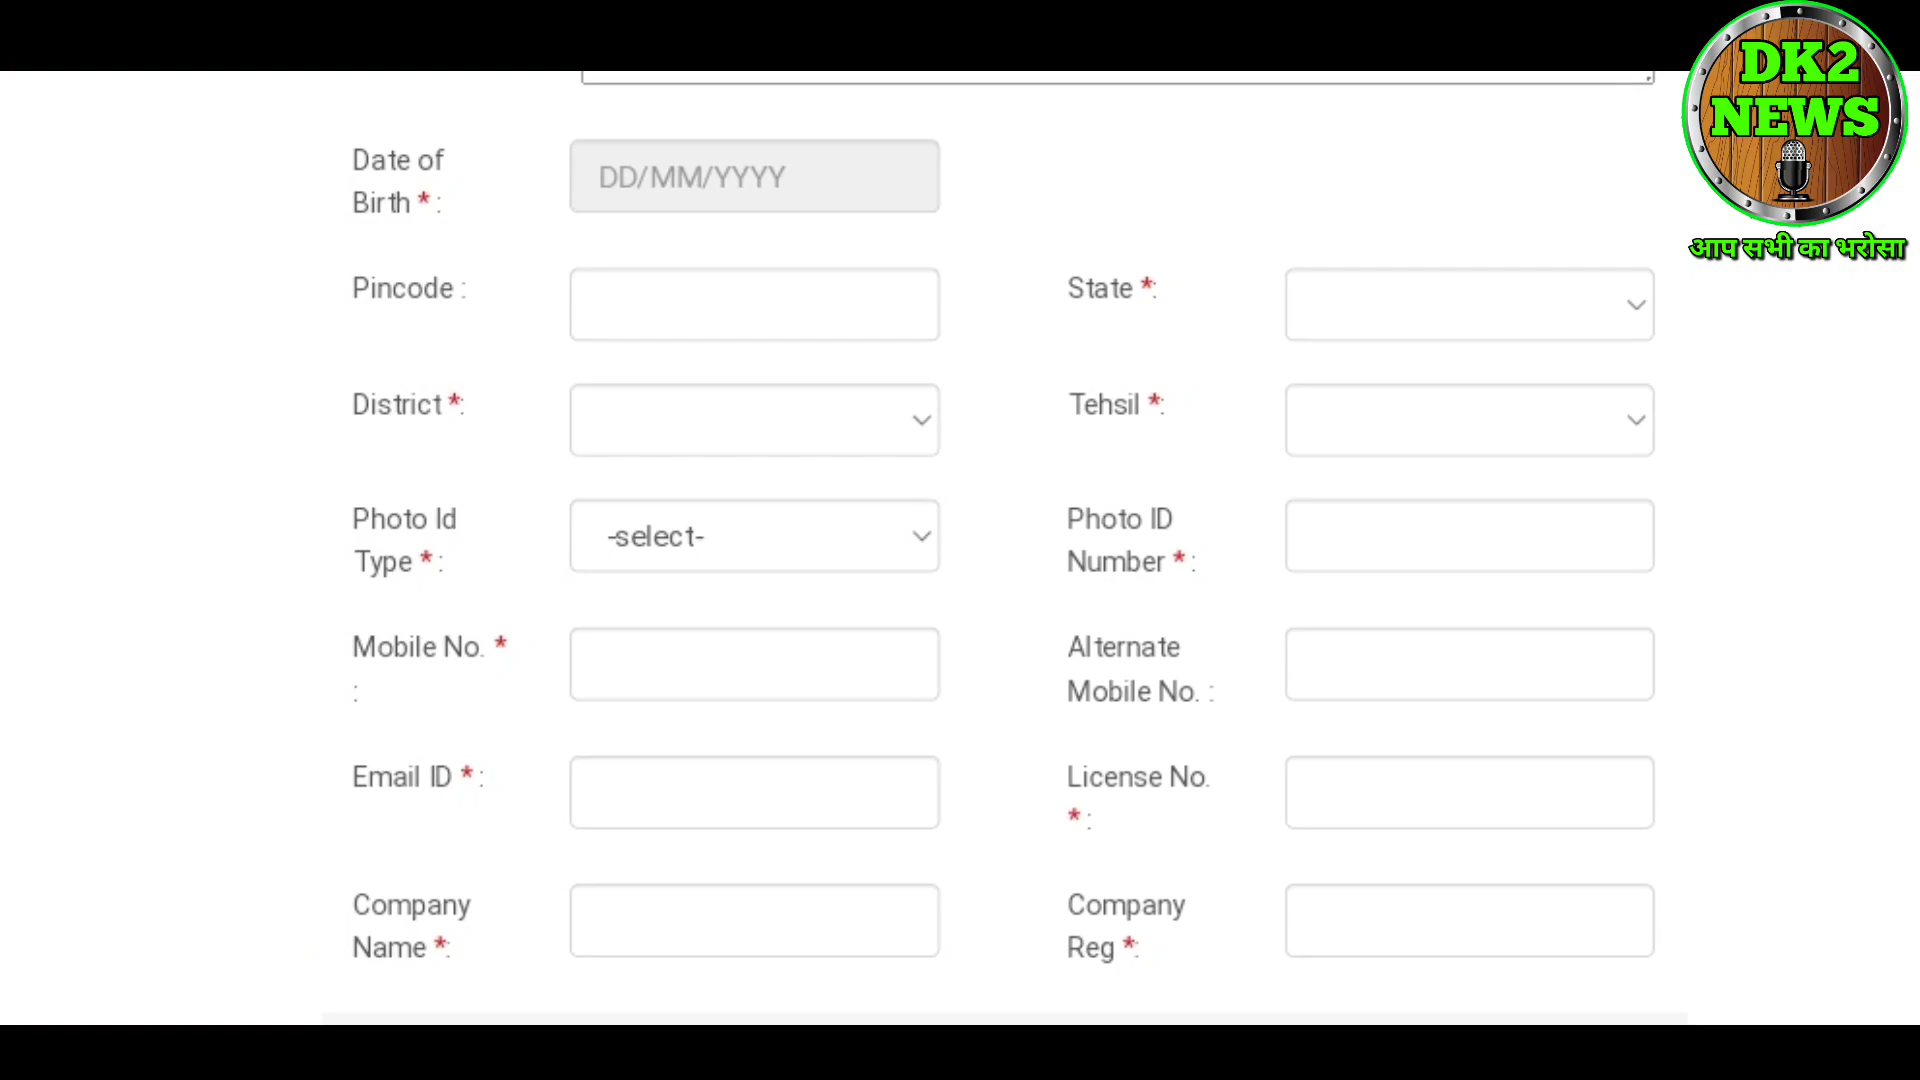 DK2
NEWS
आप सभी का भरोसा
Date of
Birth * :
DD/MM/YYYY
Pincode :
State *:
District *:
Tehsil *:
Photo Id
Type * :
-select-
Photo ID
Number * :
Mobile No. *
:
Alternate
Mobile No. :
Email ID * :
License No.
* :
Company
Name *:
Company
Reg *: